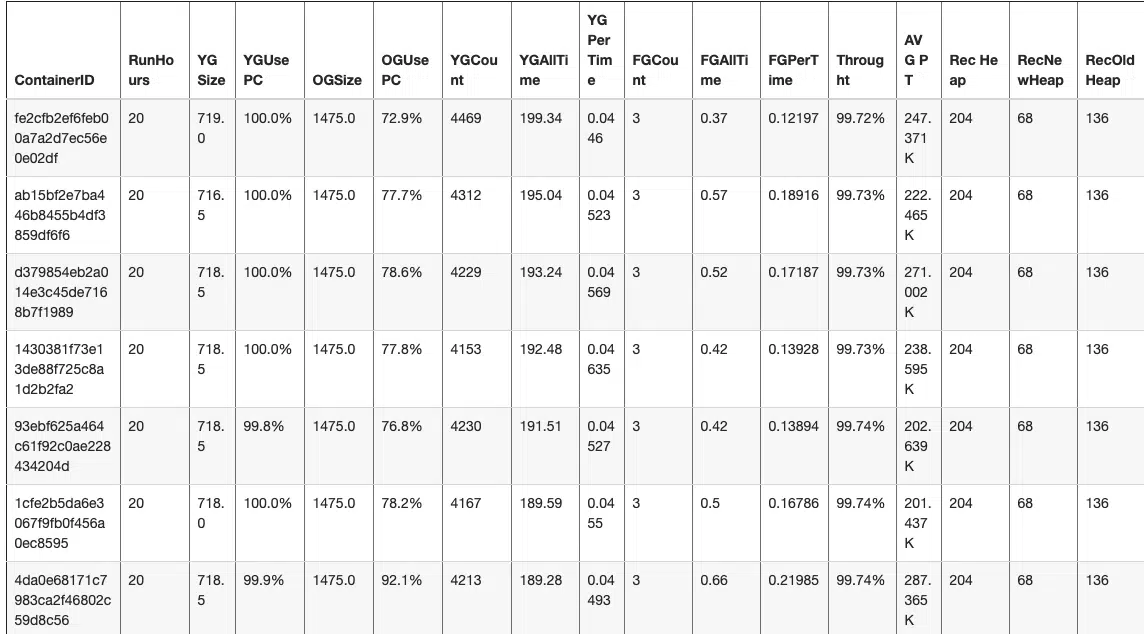 ContainerID RunHours YG Size YGUsePC OGSize OGUsePC YGCount YGAllTime YG Per Time FGCount FGAllTime FGPerTime Throught AVG PT Rec Heap RecNewHeap RecOldHeap
fe2cfb2ef6feb00a7a2d7ec56e0e02df 20 719.0 100.0% 1475.0 72.9% 4469 199.34 0.0446 3 0.37 0.12197 99.72% 247.371K 204 68 136
ab15bf2e7ba446b8455b4df3859df6f6 20 716.5 100.0% 1475.0 77.7% 4312 195.04 0.04523 3 0.57 0.18916 99.73% 222.465K 204 68 136
d379854eb2a014e3c45de7168b7f1989 20 718.5 100.0% 1475.0 78.6% 4229 193.24 0.04569 3 0.52 0.17187 99.73% 271.002K 204 68 136
1430381f73e13de88f725c8a1d2b2fa2 20 718.5 100.0% 1475.0 77.8% 4153 192.48 0.04635 3 0.42 0.13928 99.73% 238.595K 204 68 136
93ebf625a464c61f92c0ae228434204d 20 718.5 99.8% 1475.0 76.8% 4230 191.51 0.04527 3 0.42 0.13894 99.74% 202.639K 204 68 136
1cfe2b5da6e3067f9fb0f456a0ec8595 20 718.0 100.0% 1475.0 78.2% 4167 189.59 0.0455 3 0.5 0.16786 99.74% 201.437K 204 68 136
4da0e68171c7983ca2f46802c59d8c56 20 718.5 99.9% 1475.0 92.1% 4213 189.28 0.04493 3 0.66 0.21985 99.74% 287.365K 204 68 136